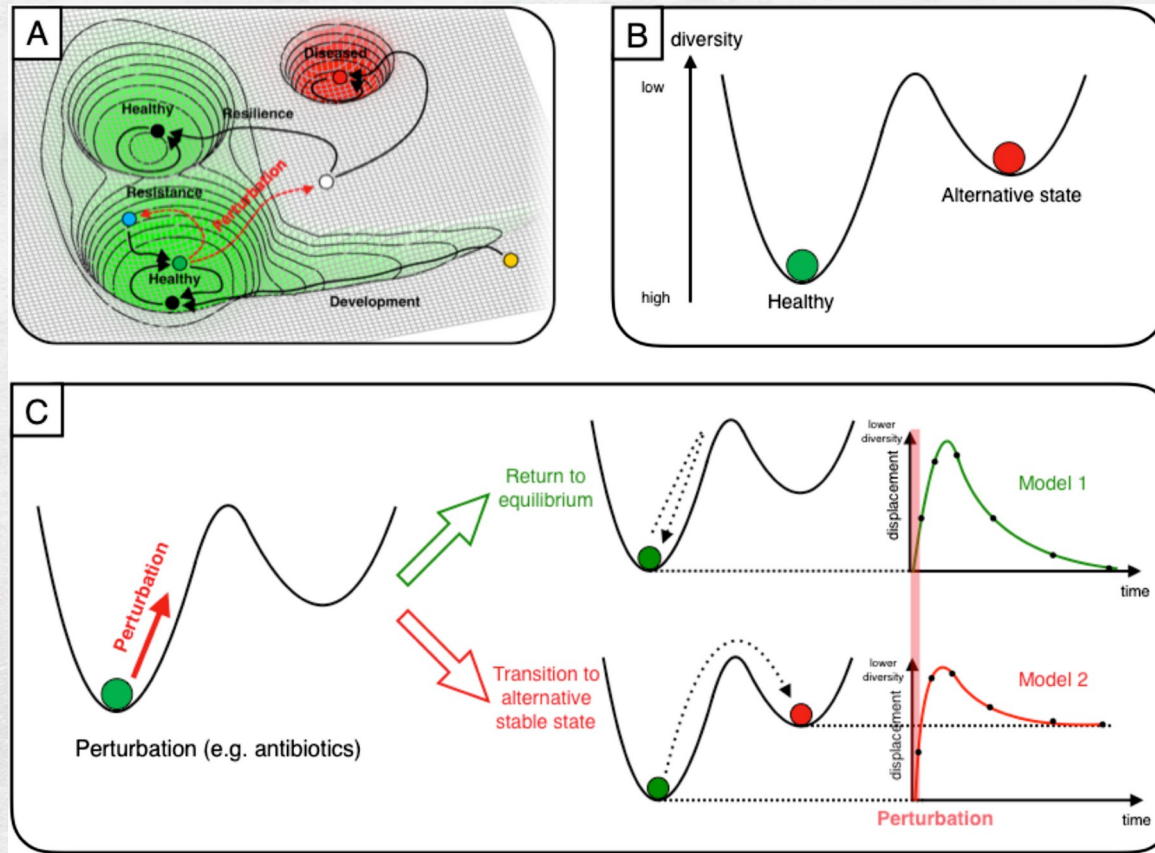 A
Diseased
Healthy
Resilience
Resistance
Perturbation
Healthy
Development
B
diversity
low
high
Healthy
Alternative state
C
Perturbation
Perturbation (e.g. antibiotics)
Return to
equilibrium
Transition to
alternative
stable state
lower
diversity
displacement
Model 1
time
lower
diversity
displacement
Model 2
time
Perturbation